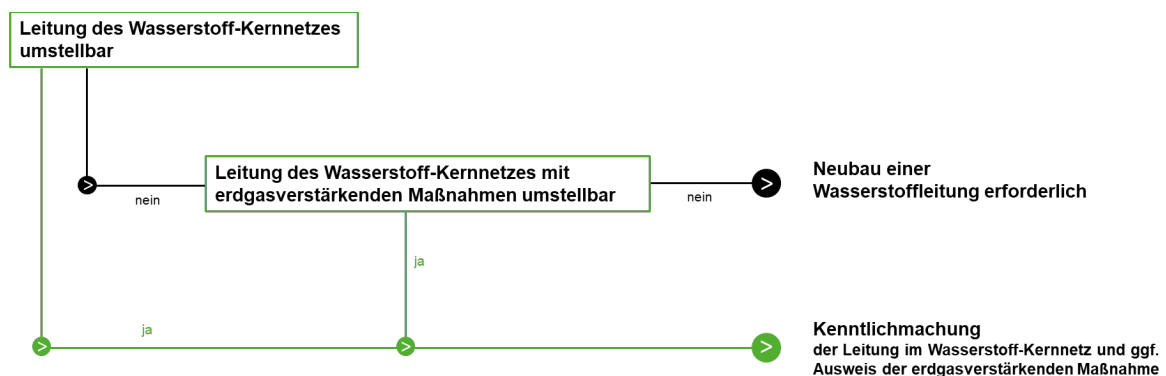 Leitung des Wasserstoff-Kernnetzes
umstellbar
Leitung des Wasserstoff-Kernnetzes mit
erdgasverstärkenden Maßnahmen umstellbar
nein
nein
Neubau einer
Wasserstoffleitung erforderlich
ja
ja
Kenntlichmachung
der Leitung im Wasserstoff-Kernnetz und ggf.
Ausweis der erdgasverstärkenden Maßnahme